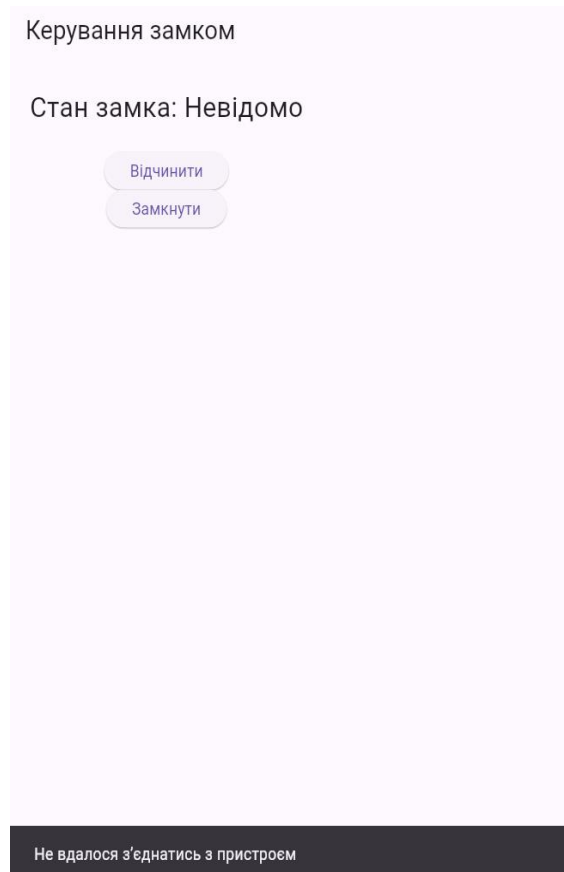 Керування замком
Стан замка: Невідомо
Відчинити
Замкнути
Не вдалося з’єднатись з пристроєм